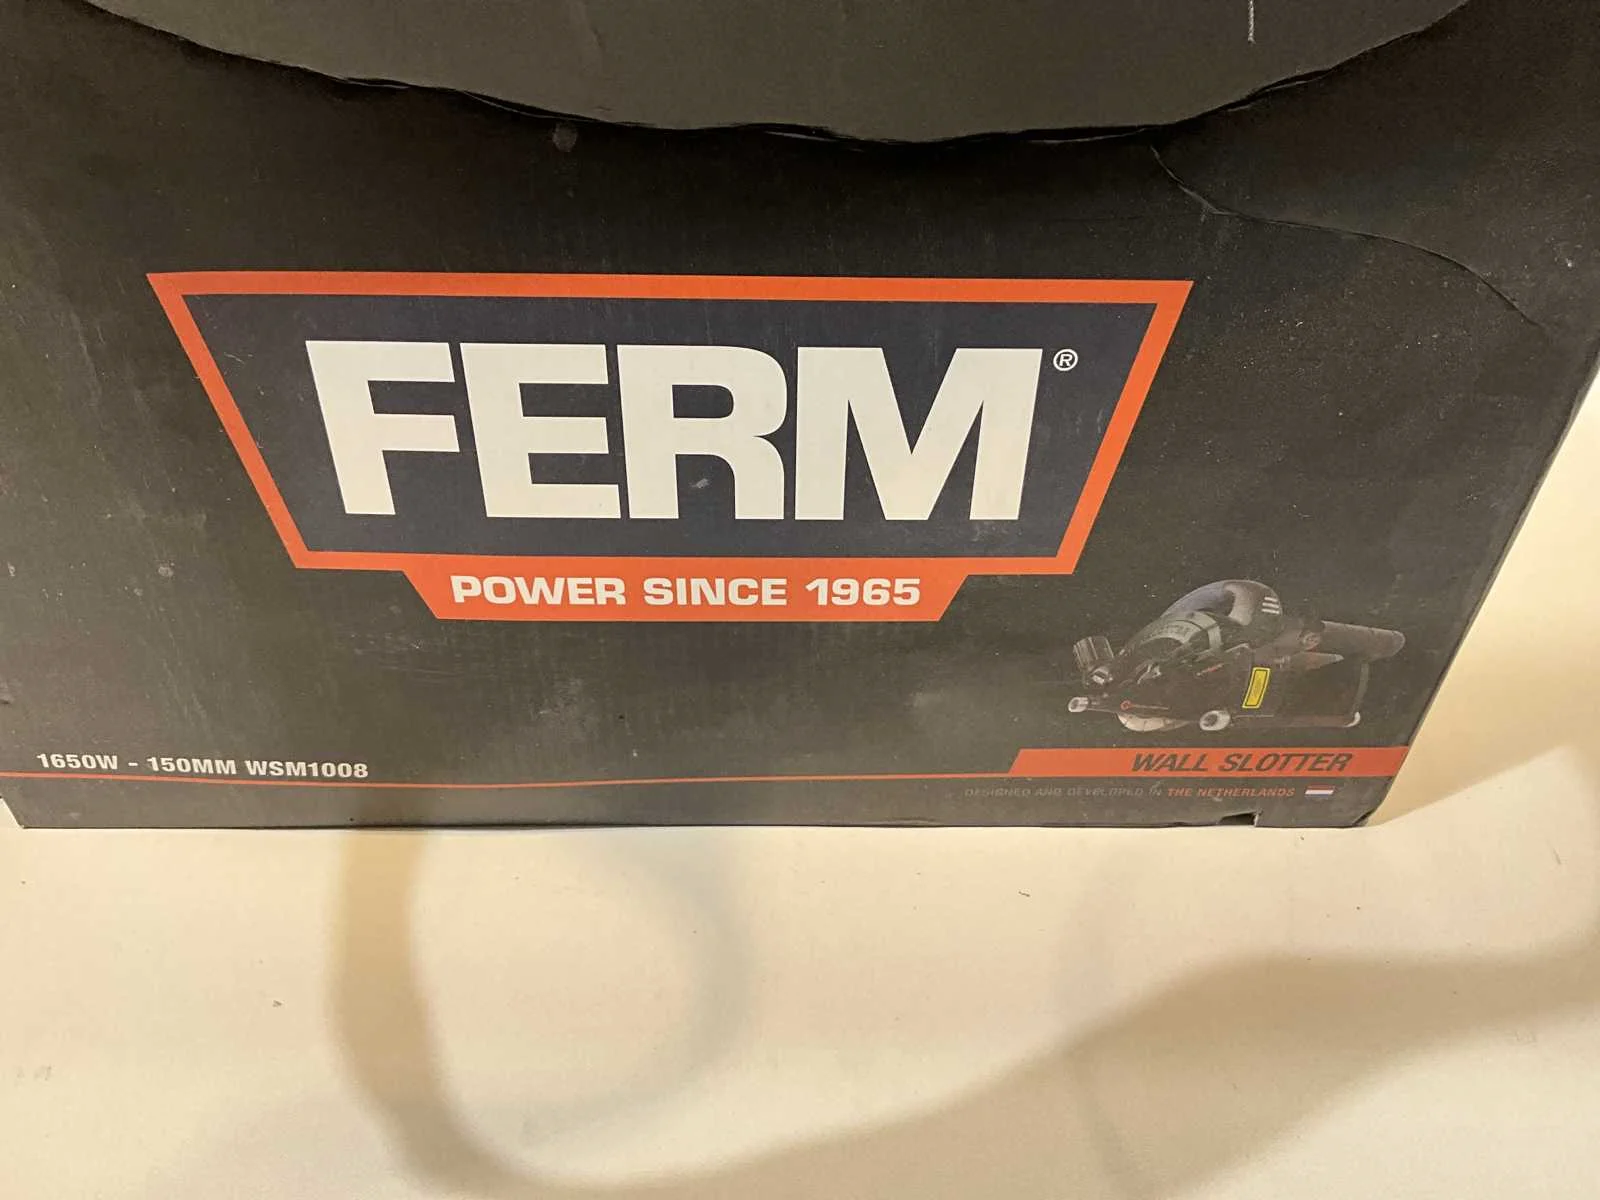 FERM®
POWER SINCE 1965
1650W - 150MM WSM1008
WALL SLOTTER
DESIGNED AND DEVELOPED IN THE NETHERLANDS